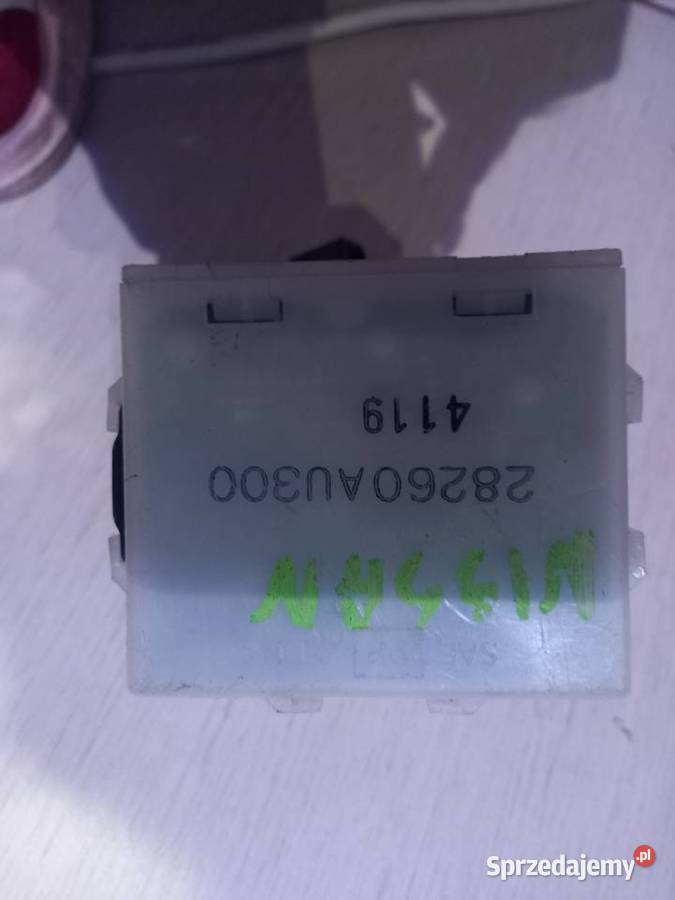 NISSAN
28260AU300
4119
Sprzedajemy.pl